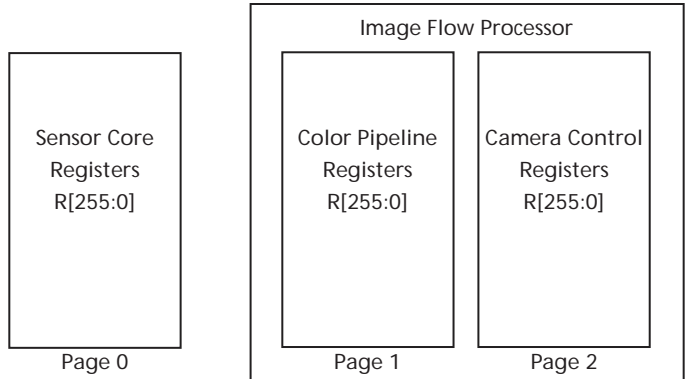 Image Flow Processor
Sensor Core
Registers
R[255:0]
Color Pipeline
Registers
R[255:0]
Camera Control
Registers
R[255:0]
Page 0
Page 1
Page 2